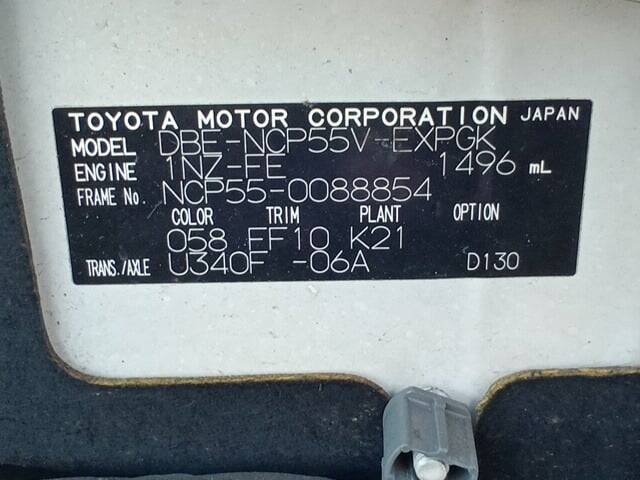 TOYOTA MOTOR CORPORATION JAPAN
MODEL DBE-NCP55V-EXPGK
ENGINE 1NZ-FE 1496 mL
FRAME No. NCP55-0088854
COLOR TRIM PLANT OPTION
058 EF10 K21
TRANS./AXLE U340F -06A D130